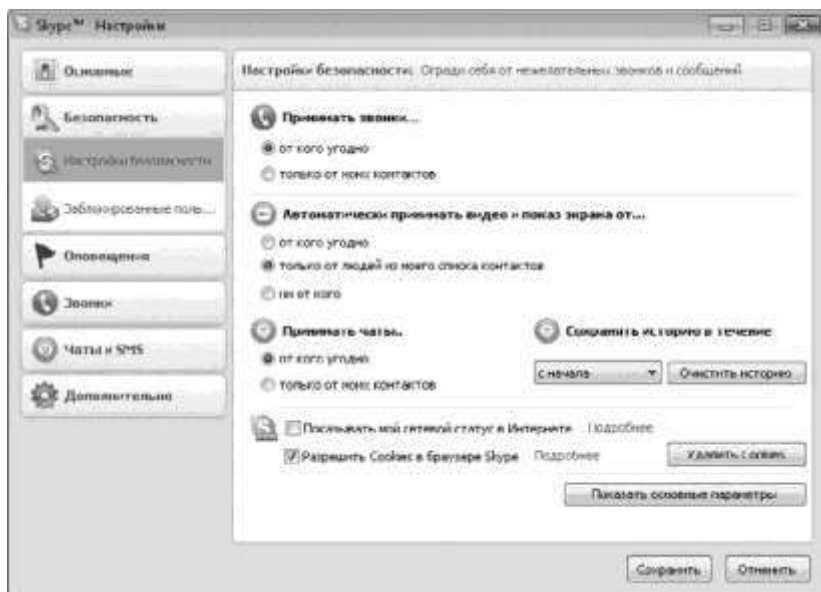 Skype™ Настройки
Основные
Безопасность
Настройки безопасности
Заблокированные поль...
Оповещения
Звонки
Чаты и SMS
Дополнительно
Настройки безопасности: Огради себя от нежелательных звонков и сообщений
Принимать звонки...
от кого угодно
только от моих контактов
Автоматически принимать видео и показ экрана от...
от кого угодно
только от людей из моего списка контактов
ни от кого
Принимать чаты..
от кого угодно
только от моих контактов
Сохранить историю в течение
с начала
Очистить историю
Показывать мой сетевой статус в Интернете Подробнее
Разрешить Cookies в браузере Skype Подробнее
Удалить Cookies
Показать основные параметры
Сохранить
Отменить